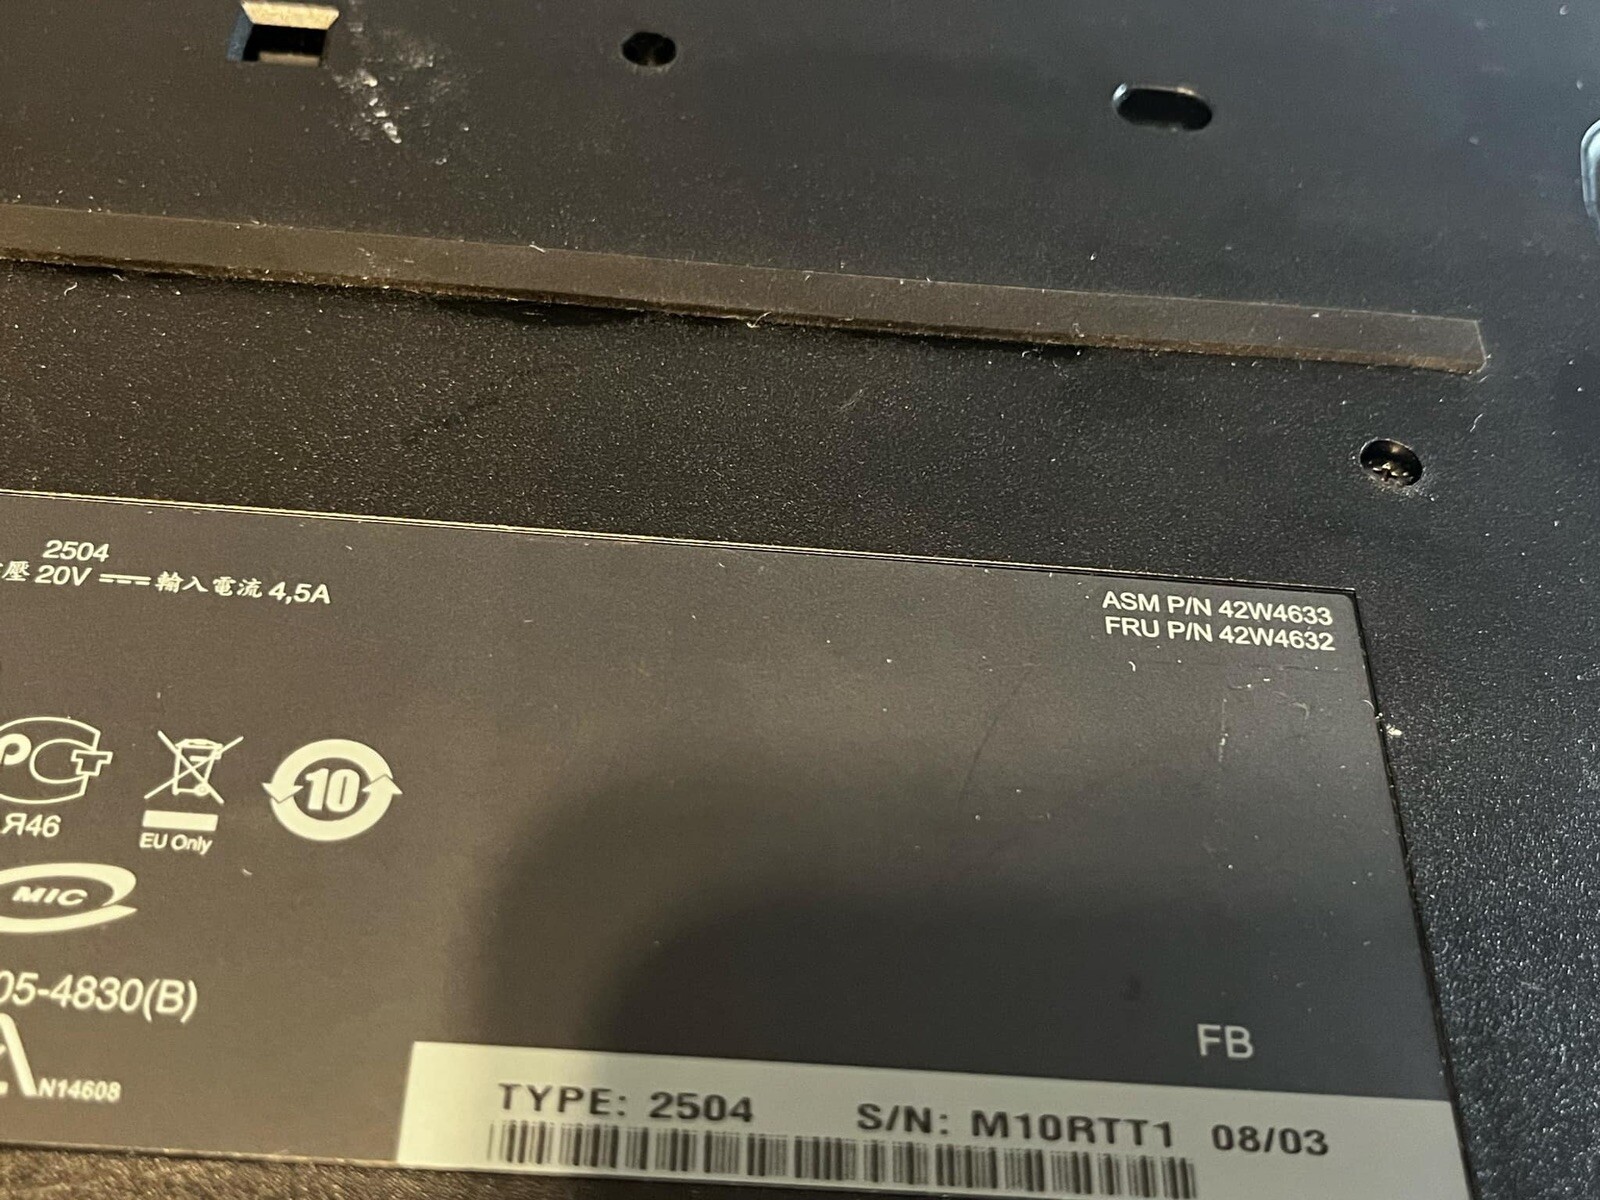 2504
壓 20V 輸入電流 4,5A
ASM P/N 42W4633
FRU P/N 42W4632
РСТ
Я46
EU Only
10
MIC
05-4830(B)
N14608
FB
TYPE: 2504 S/N: M10RTT1 08/03